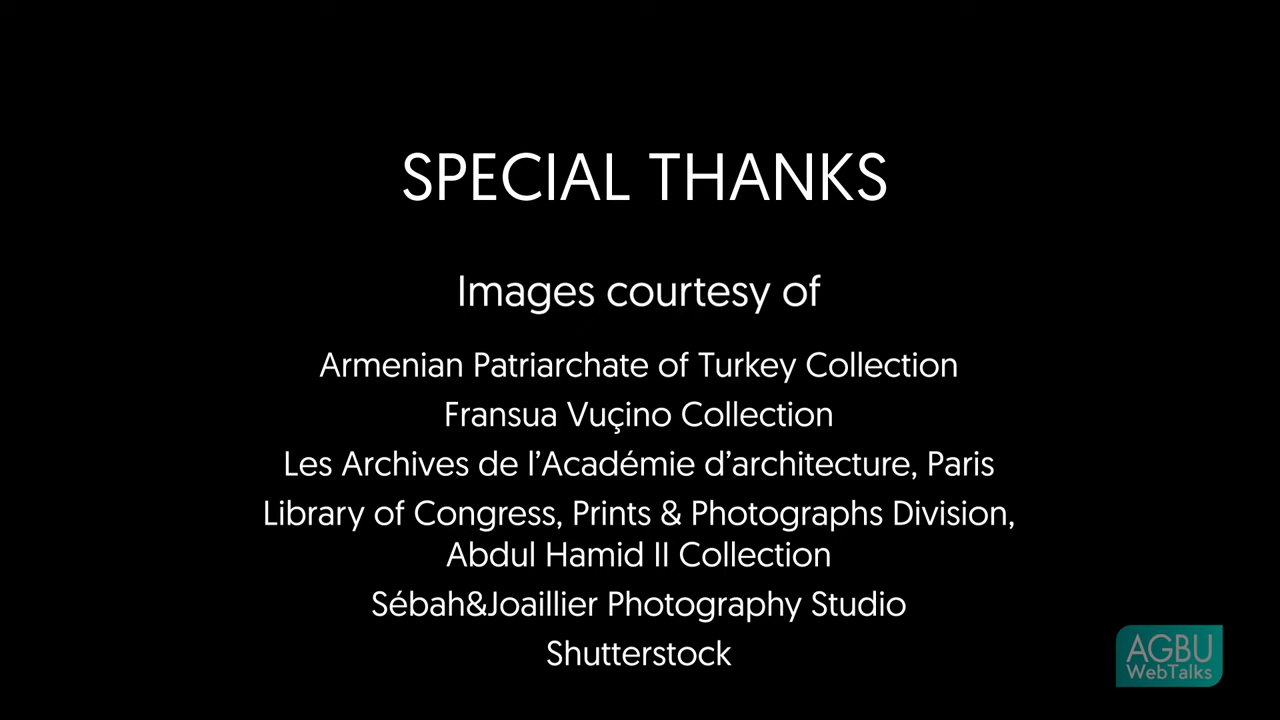 SPECIAL THANKS
Images courtesy of
Armenian Patriarchate of Turkey Collection
Fransua Vuçino Collection
Les Archives de l’Académie d’architecture, Paris
Library of Congress, Prints & Photographs Division,
Abdul Hamid II Collection
Sébah&Joaillier Photography Studio
Shutterstock
AGBU
WebTalks